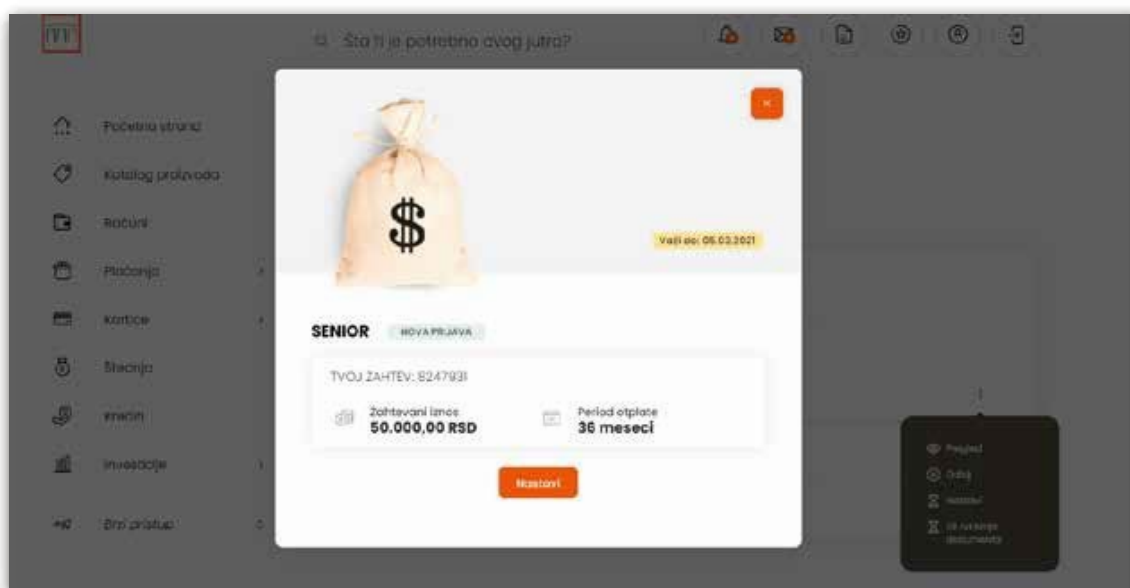 Šta ti je potrebno ovog jutra?
Početna strana
Katalog proizvoda
Računi
Plaćanja
Kartice
Štednja
Krediti
Investicije
Brzi pristup
$
Važi do: 05.03.2021
SENIOR NOVA PRIJAVA
TVOJ ZAHTEV: 8247931
Zahtevani iznos
50.000,00 RSD
Period otplate
36 meseci
Nastavi
Pregled
Nastavi